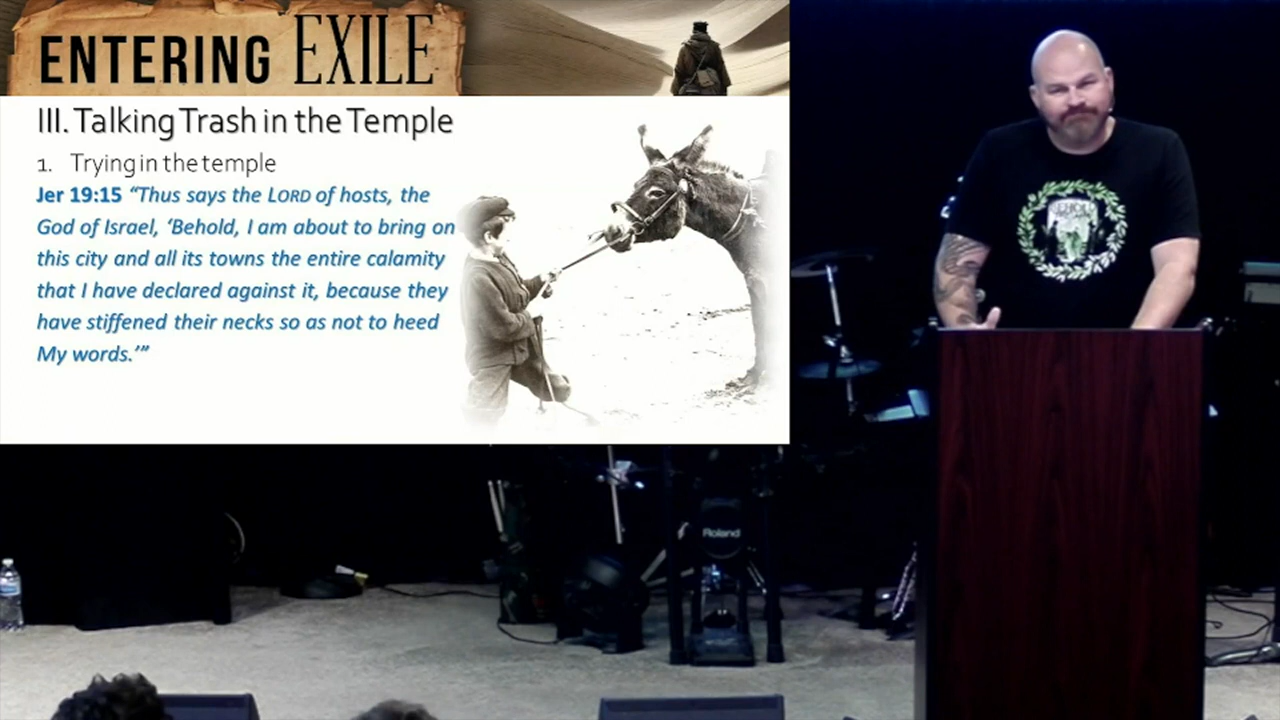 ENTERING EXILE
III. Talking Trash in the Temple
1. Trying in the temple
Jer 19:15 “Thus says the LORD of hosts, the
God of Israel, ‘Behold, I am about to bring on
this city and all its towns the entire calamity
that I have declared against it, because they
have stiffened their necks so as not to heed
My words.’”
Roland